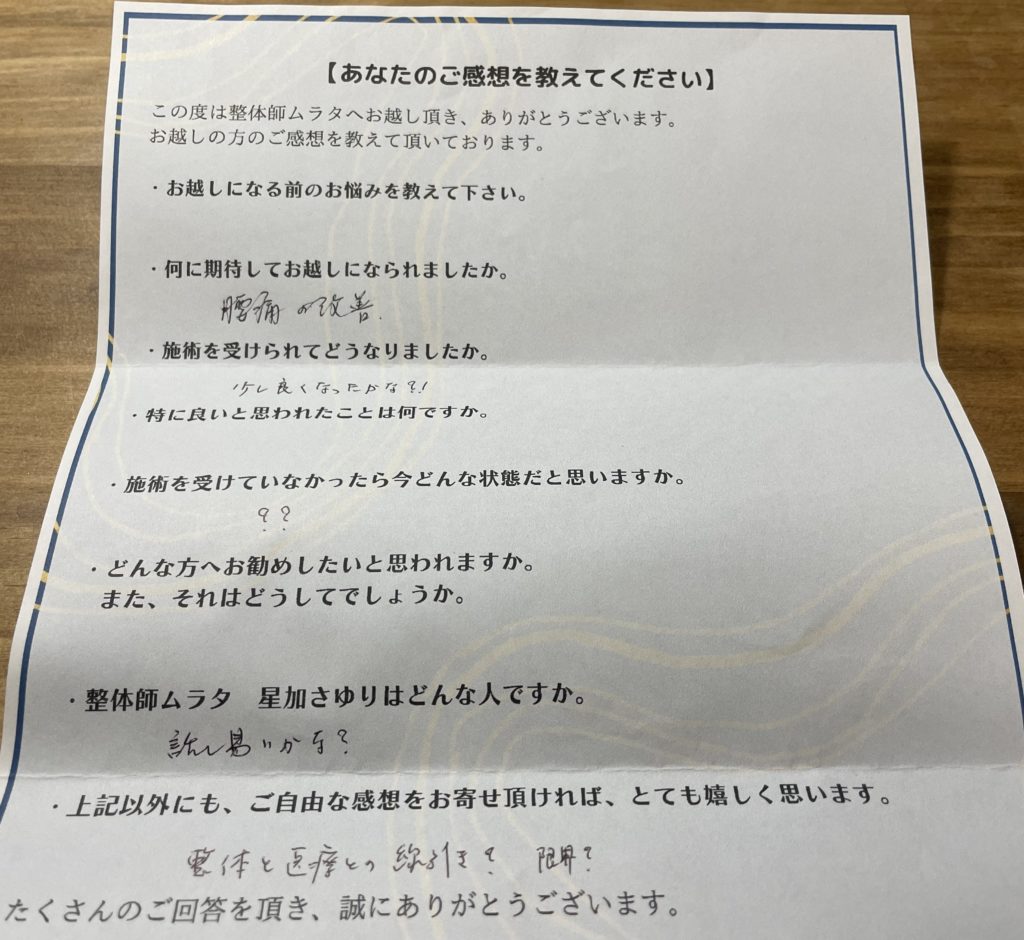 【あなたのご感想を教えてください】
この度は整体師ムラタへお越し頂き、ありがとうございます。
お越しの方のご感想を教えて頂いております。
・お越しになる前のお悩みを教えて下さい。
・何に期待してお越しになられましたか。
腰痛の改善.
・施術を受けられてどうなりましたか。
少し良くなったかな?!
・特に良いと思われたことは何ですか。
・施術を受けていなかったら今どんな状態だと思いますか。
??
・どんな方へお勧めしたいと思われますか。
また、それはどうしてでしょうか。
・整体師ムラタ　星加さゆりはどんな人ですか。
話し易いかな?
・上記以外にも、ご自由な感想をお寄せ頂ければ、とても嬉しく思います。
整体と医療との線引き?　限界?
たくさんのご回答を頂き、誠にありがとうございます。